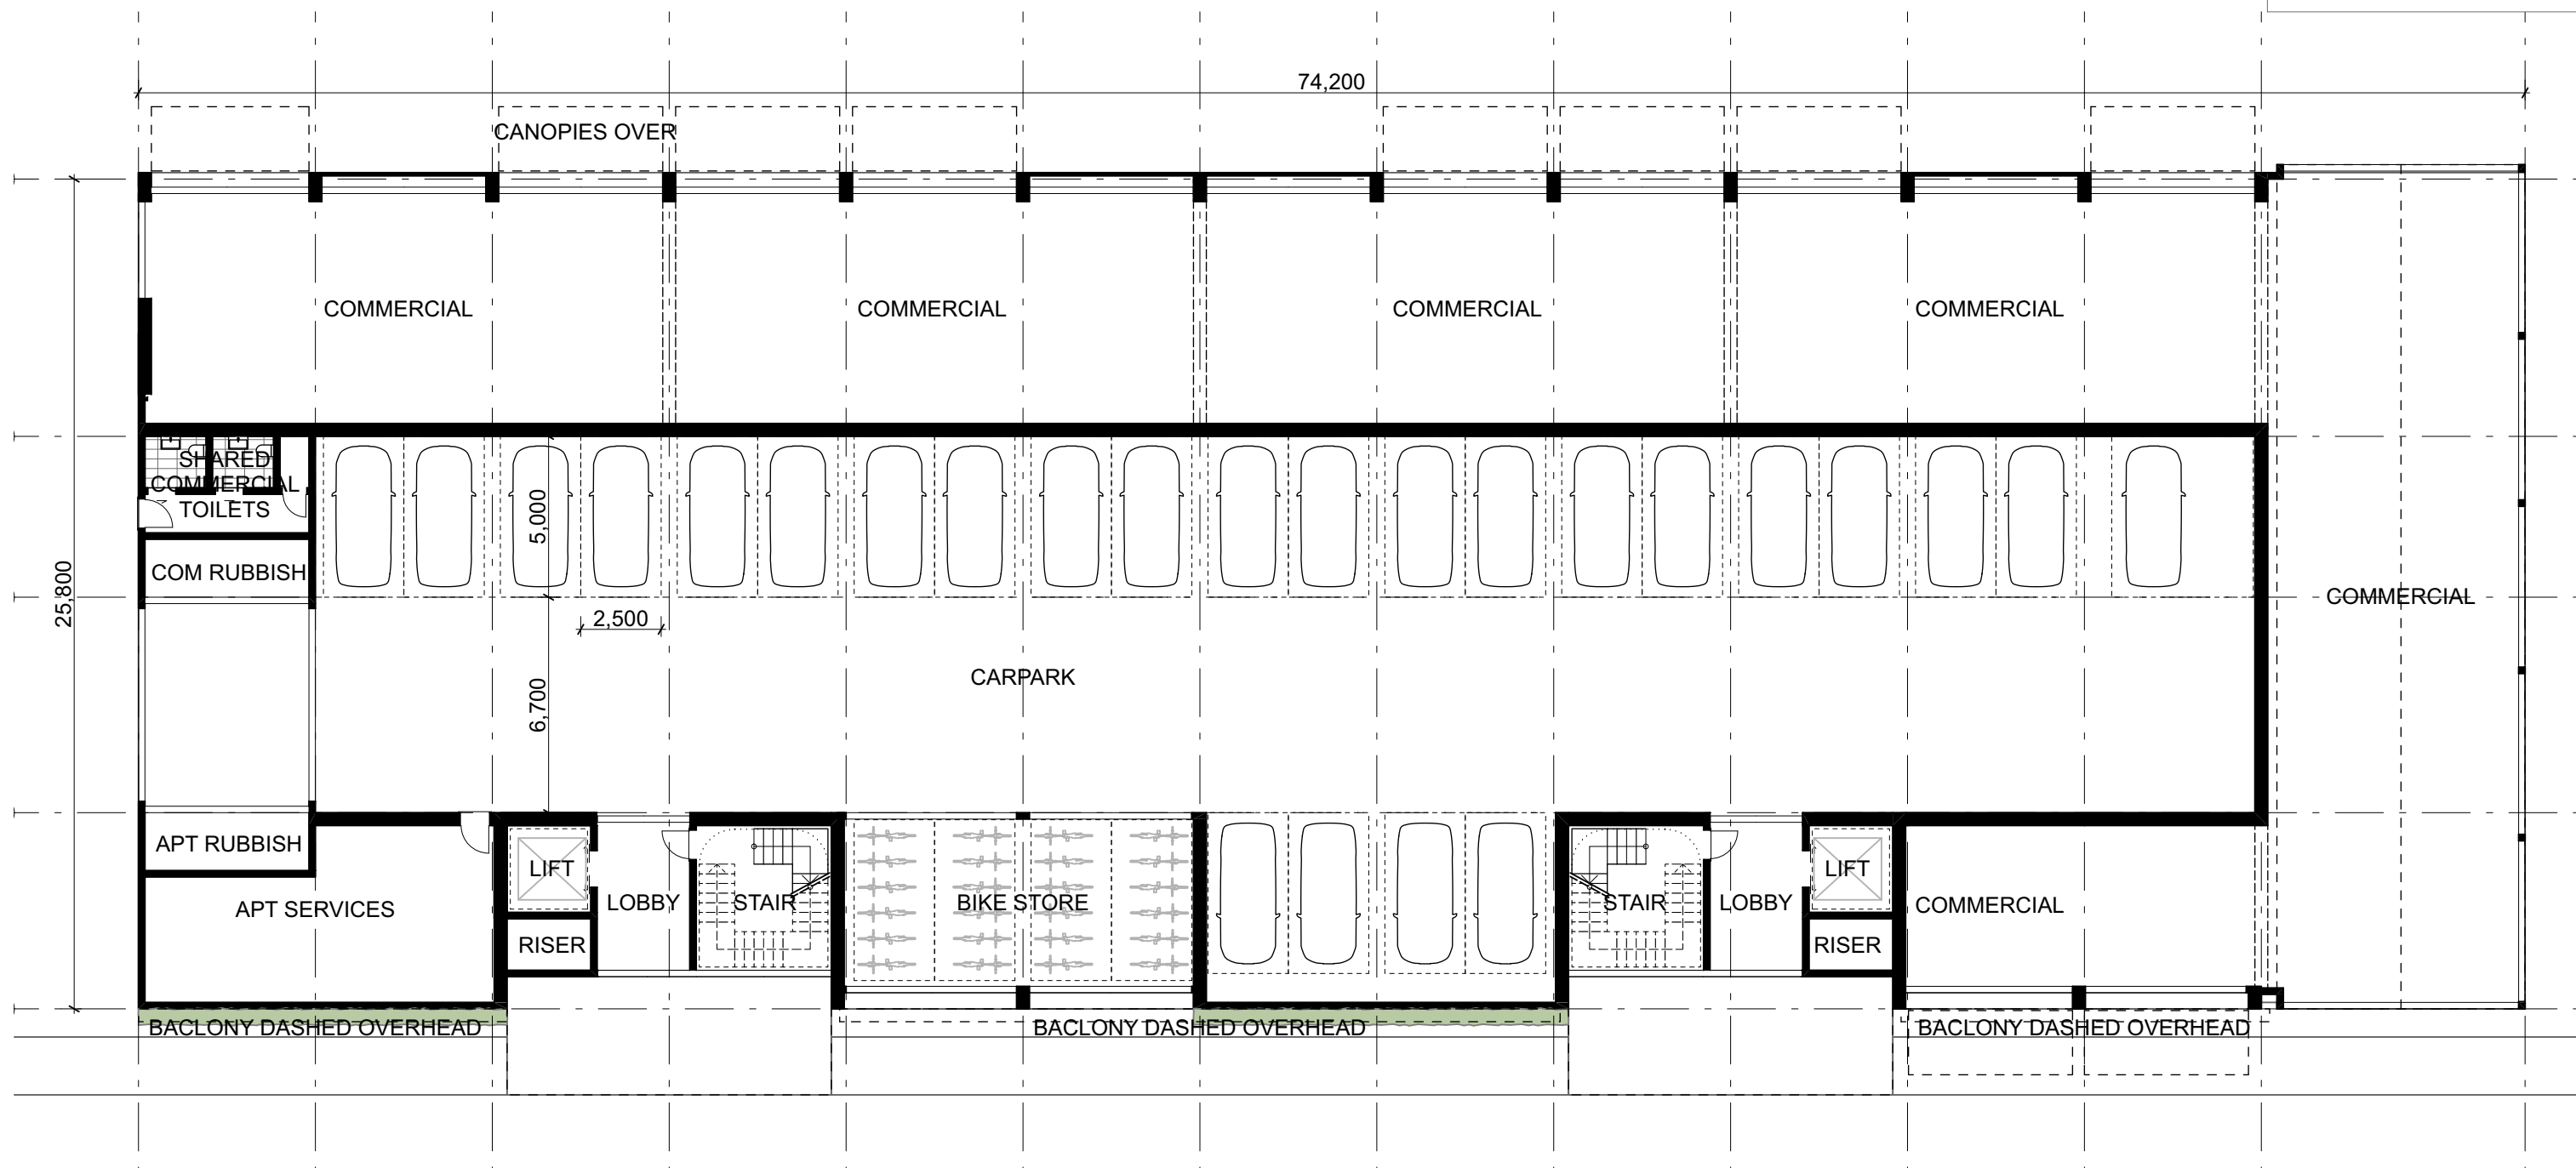 74,200
CANOPIES OVER
COMMERCIAL
COMMERCIAL
COMMERCIAL
COMMERCIAL
SHARED
COMMERCIAL
TOILETS
5,000
COM RUBBISH
25,800
2,500
COMMERCIAL
CARPARK
6,700
APT RUBBISH
LIFT
LIFT
APT SERVICES
LOBBY
STAIR
BIKE STORE
STAIR
LOBBY
COMMERCIAL
RISER
RISER
BACLONY DASHED OVERHEAD
BACLONY DASHED OVERHEAD
BACLONY DASHED OVERHEAD